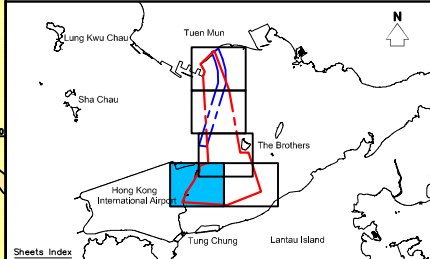 Tuen Mun
N
Lung Kwu Chau
Sha Chau
The Brothers
Hong Kong
International Airport
Tung Chung
Lantau Island
Sheets Index